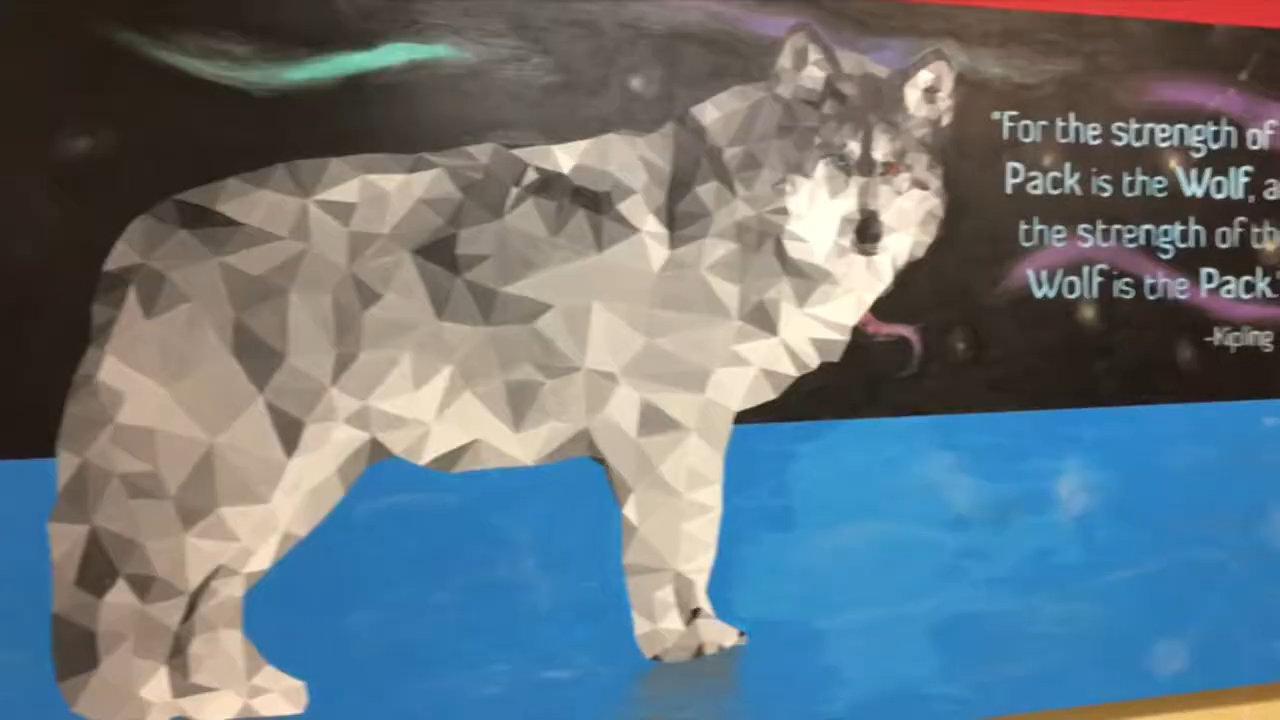 "For the strength of
Pack is the Wolf, a
the strength of th
Wolf is the Pack."
-Kipling